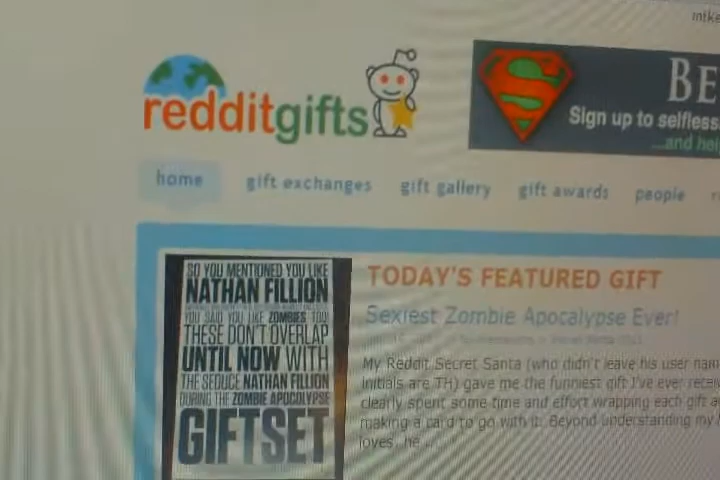 mike
redditgifts
BE
Sign up to selfless
...and hel
home gift exchanges gift gallery gift awards people
SO YOU MENTIONED YOU LIKE
NATHAN FILLION
YOU SAID YOU LIKE ZOMBIES TOO!
THESE DON'T OVERLAP
UNTIL NOW WITH
THE SEDUCE NATHAN FILLION
DURING THE ZOMBIE APOCALYPSE
GIFTSET
TODAY'S FEATURED GIFT
Sexiest Zombie Apocalypse Ever!
My Reddit Secret Santa (who didn't leave his user nam
initials are TH) gave me the funniest gift I've ever recei
clearly spent some time and effort wrapping each gift a
making a card to go with it. Beyond understanding my
loves, he ...